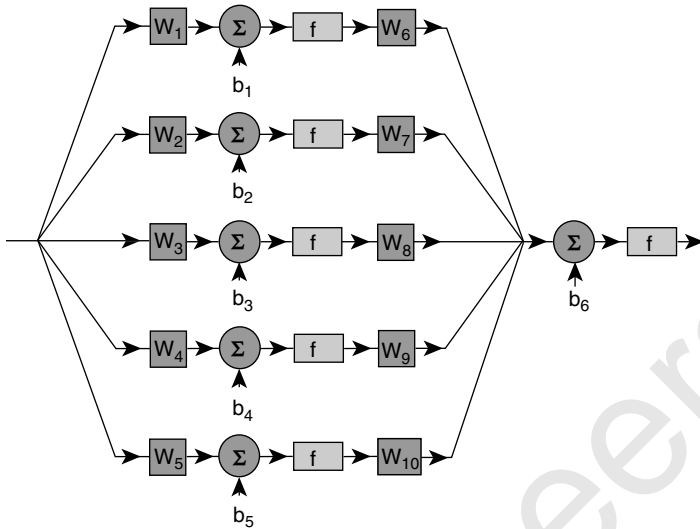 W₁ Σ f W₆
b₁
W₂ Σ f W₇
b₂
W₃ Σ f W₈ Σ f
b₃ b₆
W₄ Σ f W₉
b₄
W₅ Σ f W₁₀
b₅